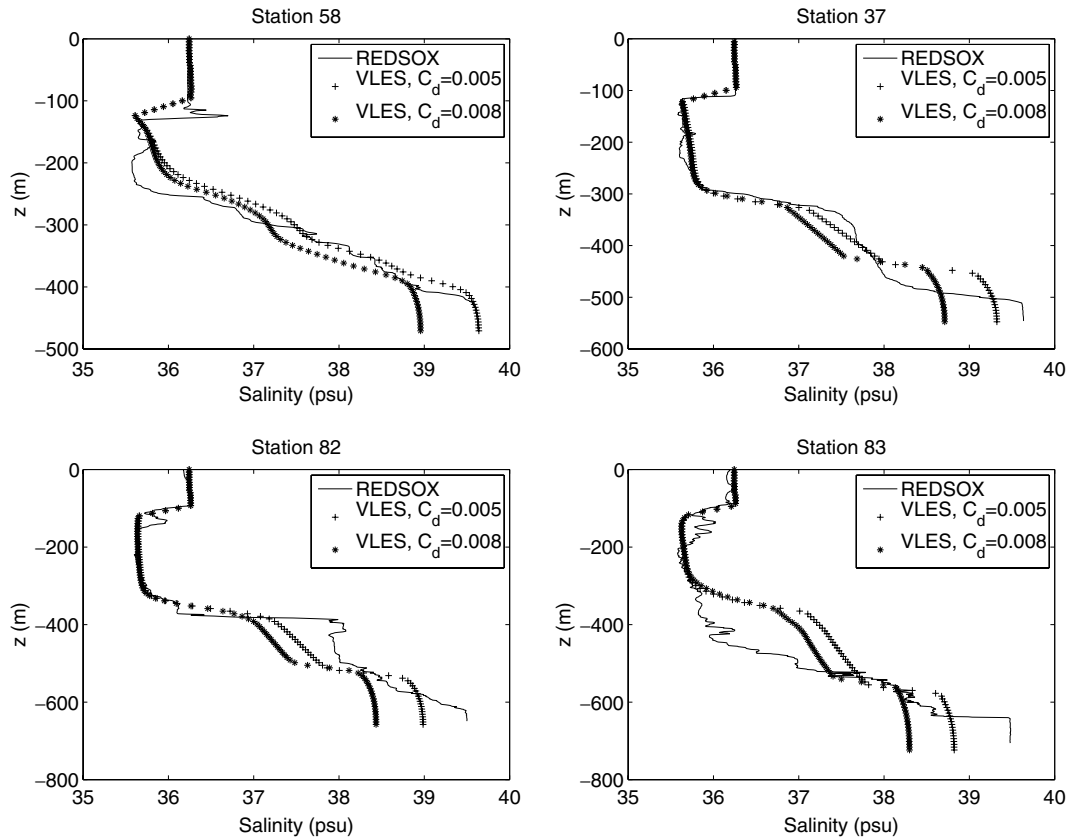 Station 58
0
−100
−200
−300
−400
−500
z (m)
35 36 37 38 39 40
Salinity (psu)
REDSOX
VLES, C_d=0.005
VLES, C_d=0.008
Station 37
0
−100
−200
−300
−400
−500
−600
z (m)
35 36 37 38 39 40
Salinity (psu)
REDSOX
VLES, C_d=0.005
VLES, C_d=0.008
Station 82
0
−200
−400
−600
−800
z (m)
35 36 37 38 39 40
Salinity (psu)
REDSOX
VLES, C_d=0.005
VLES, C_d=0.008
Station 83
0
−200
−400
−600
−800
z (m)
35 36 37 38 39 40
Salinity (psu)
REDSOX
VLES, C_d=0.005
VLES, C_d=0.008